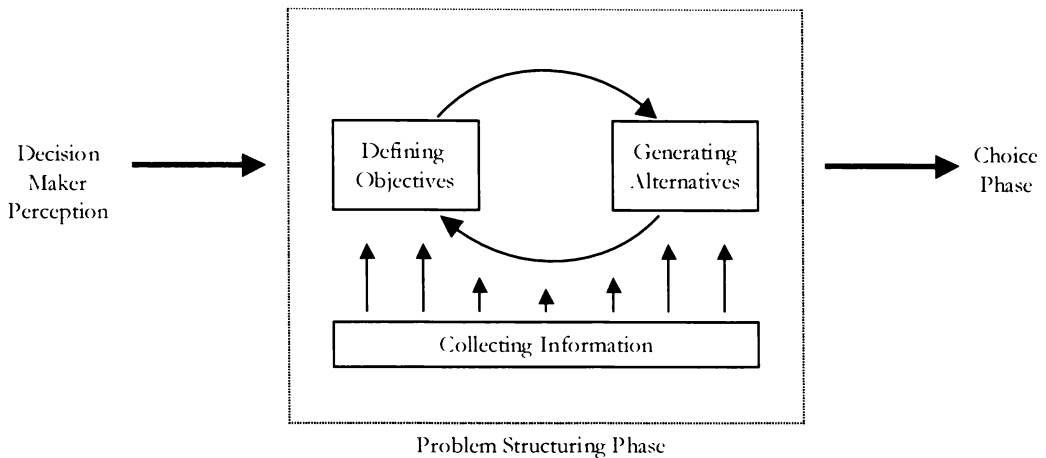 Decision
Maker
Perception
Defining
Objectives
Generating
Alternatives
Collecting Information
Choice
Phase
Problem Structuring Phase